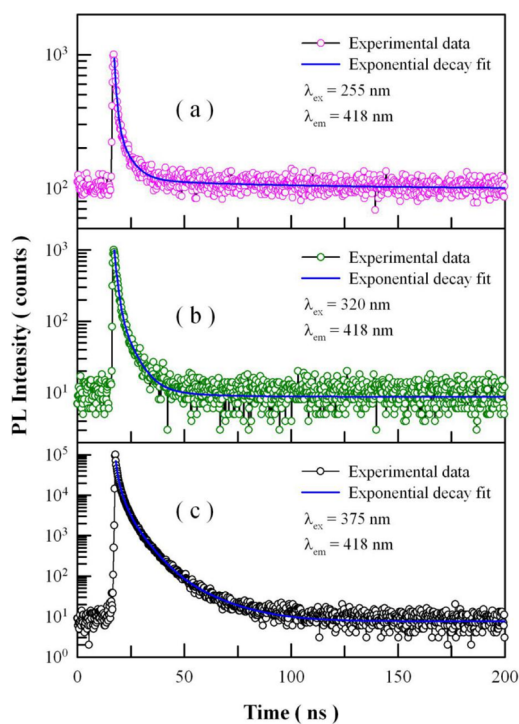 10³
10²
Experimental data
Exponential decay fit
λex = 255 nm
λem = 418 nm
( a )
PL Intensity ( counts )
10³
10²
10¹
Experimental data
Exponential decay fit
λex = 320 nm
λem = 418 nm
( b )
10⁵
10⁴
10³
10²
10¹
10⁰
Experimental data
Exponential decay fit
λex = 375 nm
λem = 418 nm
( c )
0 50 100 150 200
Time ( ns )